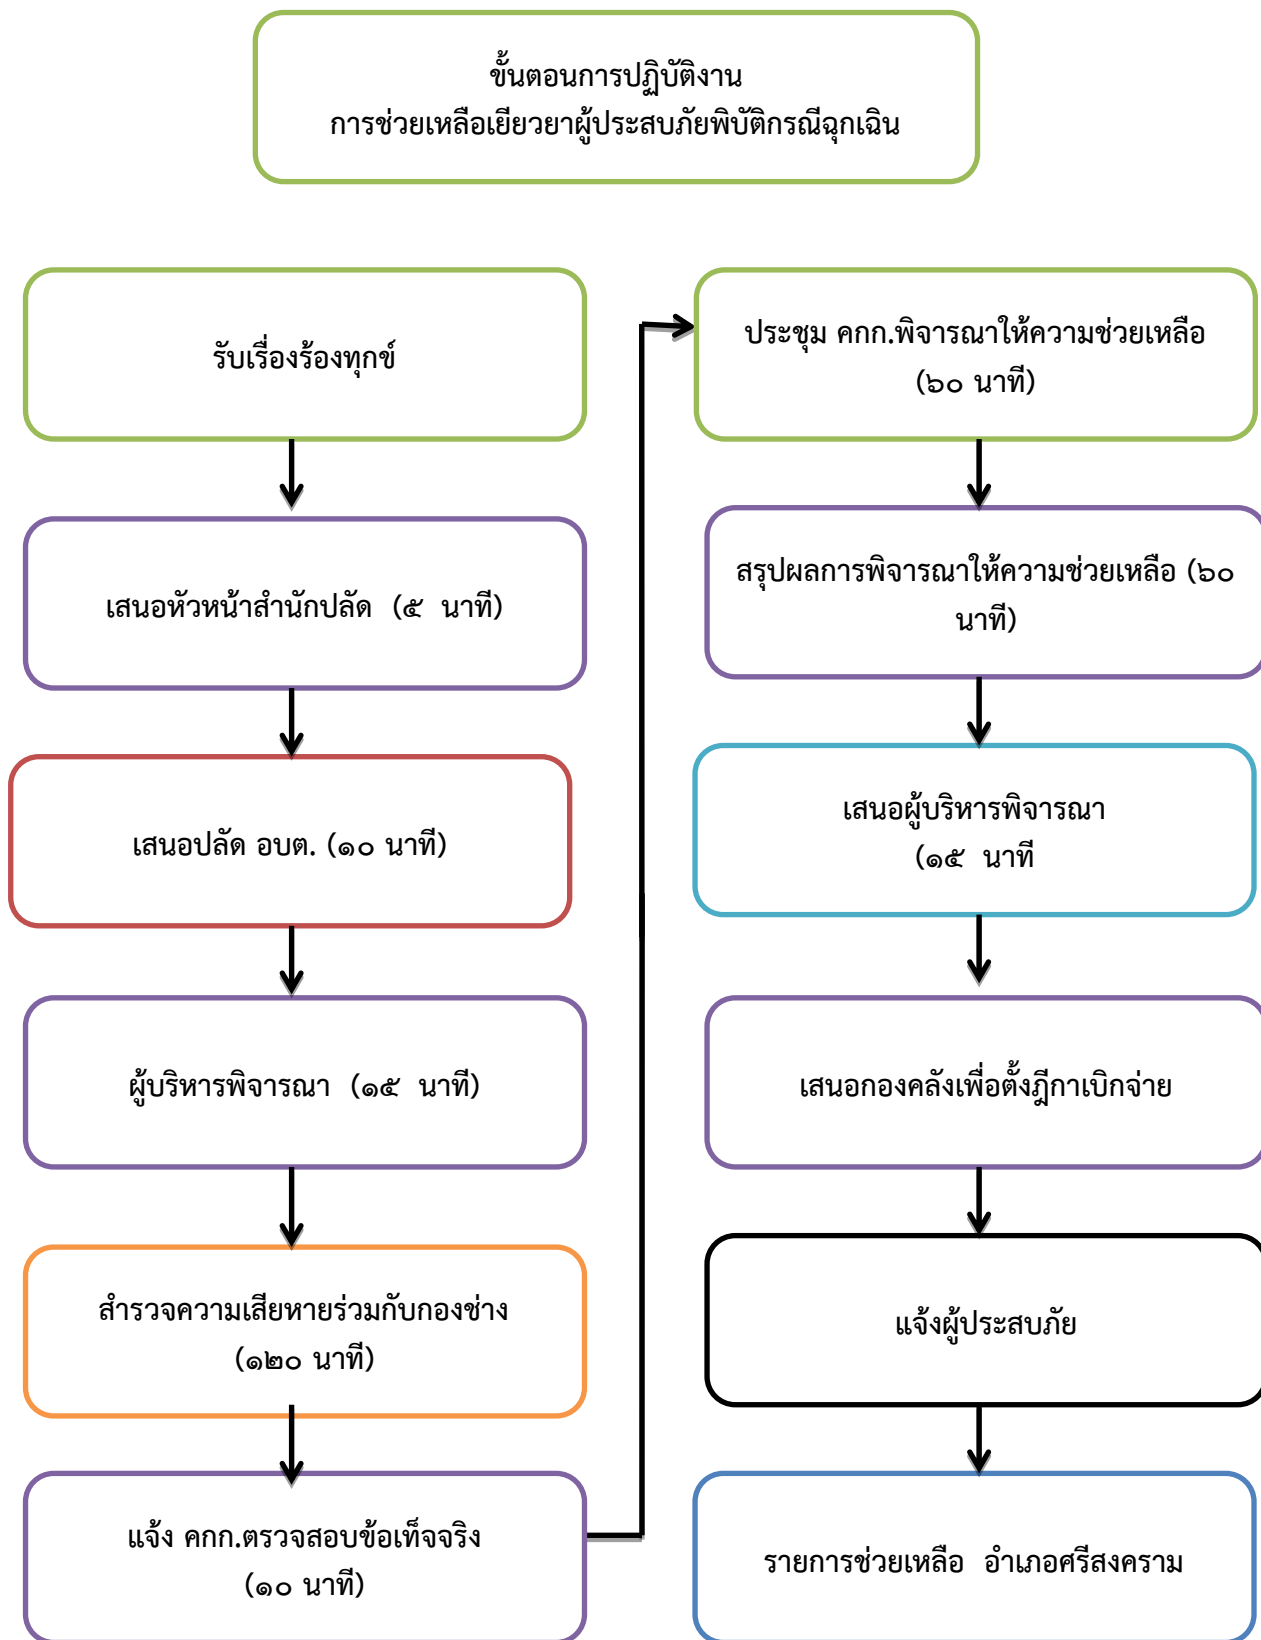 ขั้นตอนการปฏิบัติงาน
การช่วยเหลือเยียวยาผู้ประสบภัยพิบัติกรณีฉุกเฉิน
รับเรื่องร้องทุกข์
เสนอหัวหน้าสำนักปลัด (๕ นาที)
เสนอปลัด อบต. (๑๐ นาที)
ผู้บริหารพิจารณา (๑๕ นาที)
สำรวจความเสียหายร่วมกับกองช่าง
(๑๒๐ นาที)
แจ้ง คกก.ตรวจสอบข้อเท็จจริง
(๑๐ นาที)
ประชุม คกก.พิจารณาให้ความช่วยเหลือ
(๖๐ นาที)
สรุปผลการพิจารณาให้ความช่วยเหลือ (๖๐
นาที)
เสนอผู้บริหารพิจารณา
(๑๕ นาที
เสนอกองคลังเพื่อตั้งฎีกาเบิกจ่าย
แจ้งผู้ประสบภัย
รายการช่วยเหลือ อำเภอศรีสงคราม